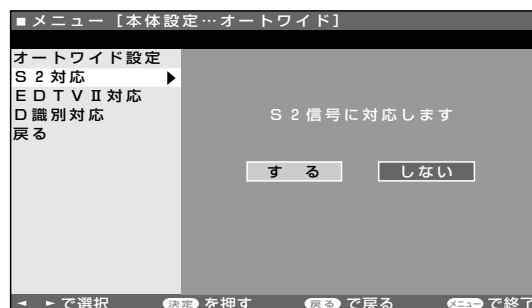 ■メニュー [本体設定…オートワイド]
オートワイド設定
S2対応 ▶
EDTVⅡ対応
D識別対応
戻る
S2信号に対応します
する しない
◄ ►で選択 決定を押す 戻るで戻る メニューで終了